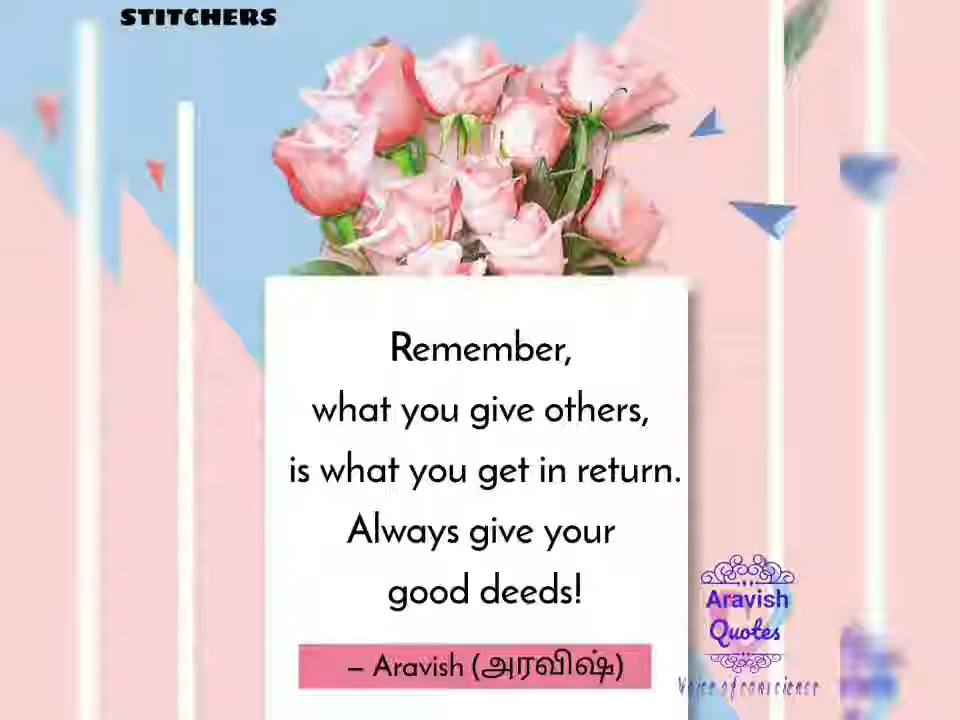 STITCHERS
Remember,
what you give others,
is what you get in return.
Always give your
good deeds!
– Aravish (அரவிஷ்)
Aravish
Quotes
Voice of conscience